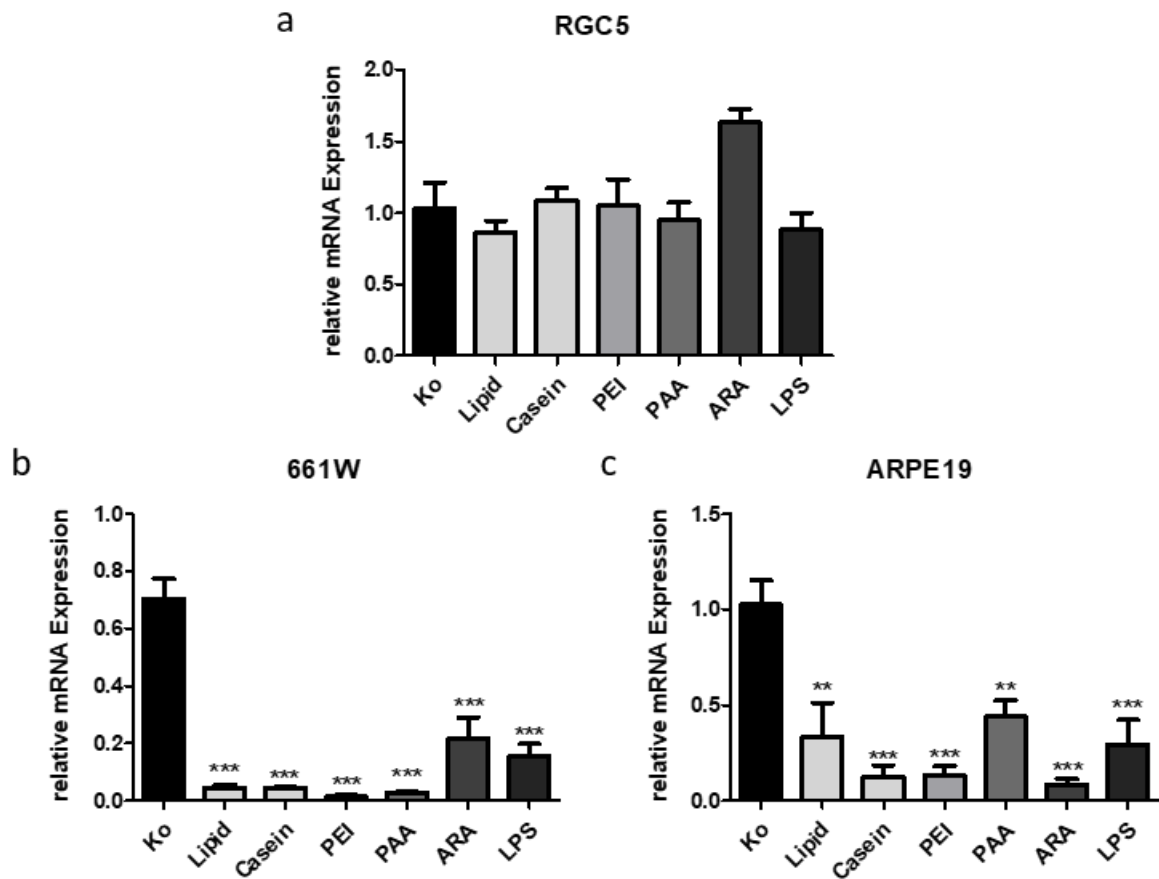 a
RGC5
relative mRNA Expression
2.0
1.5
1.0
0.5
0.0
Ko Lipid Casein PEI PAA ARA LPS
b
661W
relative mRNA Expression
1.0
0.8
0.6
0.4
0.2
0.0
*** *** *** *** *** ***
Ko Lipid Casein PEI PAA ARA LPS
c
ARPE19
relative mRNA Expression
1.5
1.0
0.5
0.0
** *** *** ** *** ***
Ko Lipid Casein PEI PAA ARA LPS